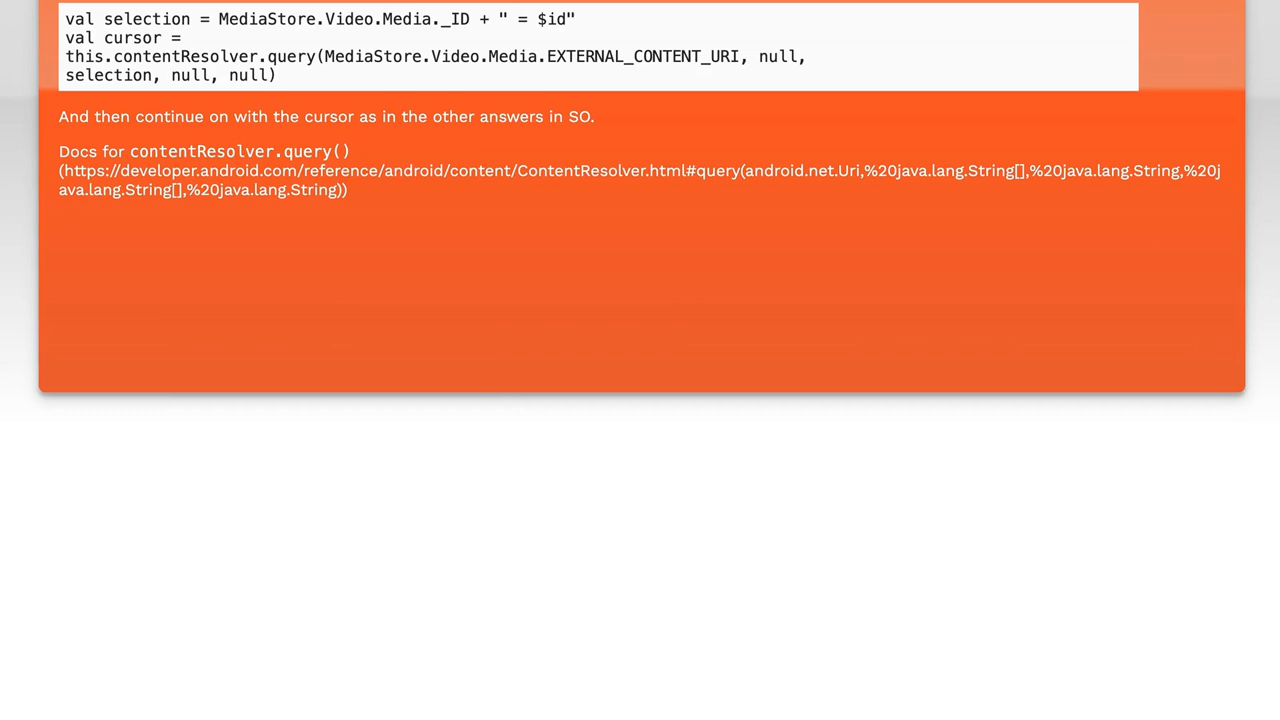 val selection = MediaStore.Video.Media._ID + " = $id"
val cursor =
this.contentResolver.query(MediaStore.Video.Media.EXTERNAL_CONTENT_URI, null,
selection, null, null)
And then continue on with the cursor as in the other answers in SO.
Docs for contentResolver.query()
(https://developer.android.com/reference/android/content/ContentResolver.html#query(android.net.Uri,%20java.lang.String[],%20java.lang.String,%20j
ava.lang.String[],%20java.lang.String))